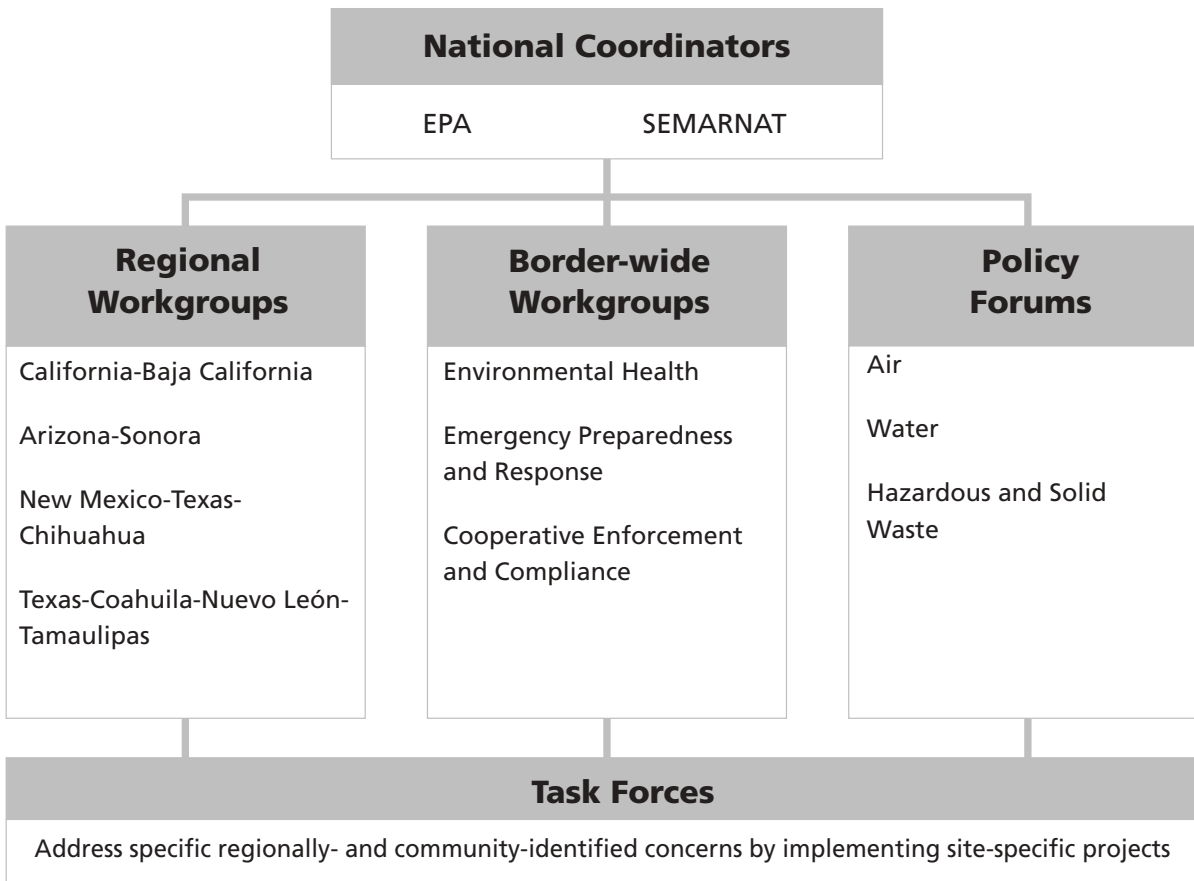 National Coordinators
EPA SEMARNAT
Regional
Workgroups
California-Baja California
Arizona-Sonora
New Mexico-Texas-
Chihuahua
Texas-Coahuila-Nuevo León-
Tamaulipas
Border-wide
Workgroups
Environmental Health
Emergency Preparedness
and Response
Cooperative Enforcement
and Compliance
Policy
Forums
Air
Water
Hazardous and Solid
Waste
Task Forces
Address specific regionally- and community-identified concerns by implementing site-specific projects